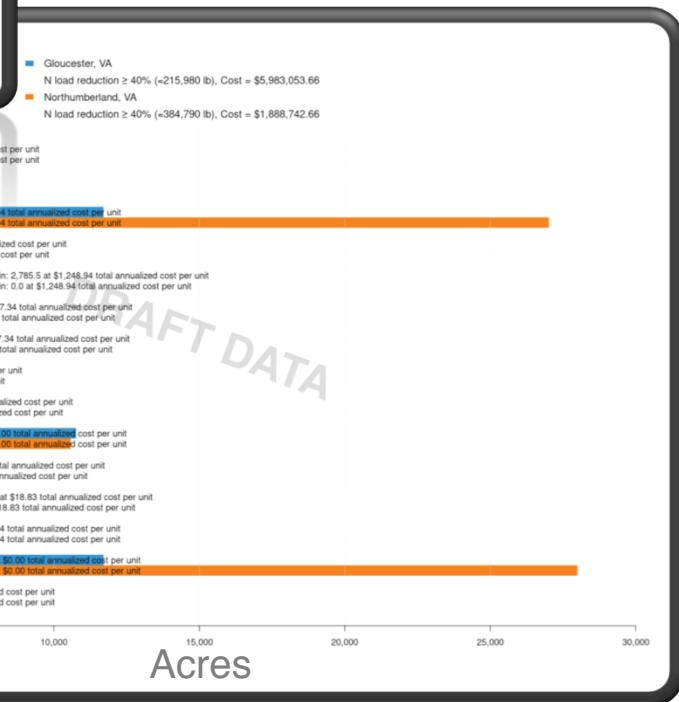 Gloucester, VA
N load reduction ≥ 40% (≈215,980 lb), Cost = $5,983,053.66
Northumberland, VA
N load reduction ≥ 40% (≈384,790 lb), Cost = $1,888,742.66
st per unit
st per unit
4 total annualized cost per unit
4 total annualized cost per unit
ized cost per unit
cost per unit
in: 2,785.5 at $1,248.94 total annualized cost per unit
in: 0.0 at $1,248.94 total annualized cost per unit
7.34 total annualized cost per unit
total annualized cost per unit
7.34 total annualized cost per unit
total annualized cost per unit
er unit
it
alized cost per unit
zed cost per unit
00 total annualized cost per unit
00 total annualized cost per unit
tal annualized cost per unit
nnualized cost per unit
at $18.83 total annualized cost per unit
18.83 total annualized cost per unit
4 total annualized cost per unit
4 total annualized cost per unit
$0.00 total annualized cost per unit
$0.00 total annualized cost per unit
d cost per unit
d cost per unit
DRAFT DATA
10,000 15,000 20,000 25,000 30,000
Acres